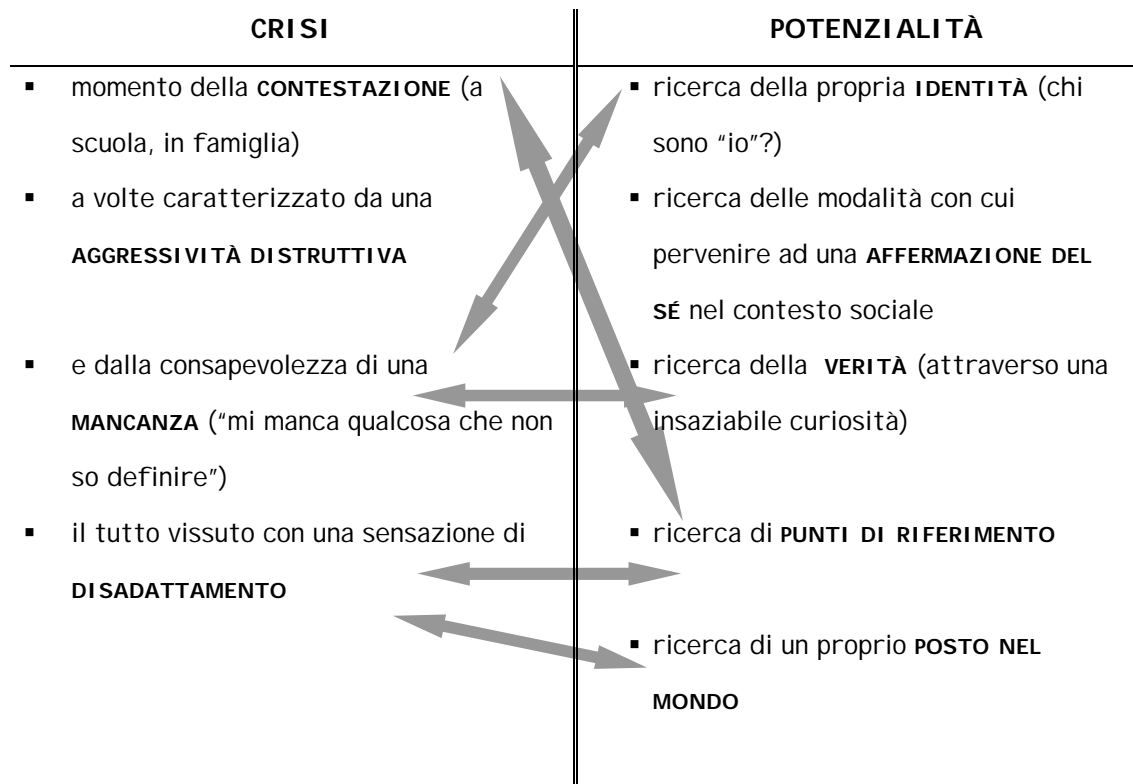 CRISI
momento della CONTESTAZIONE (a
scuola, in famiglia)
a volte caratterizzato da una
AGGRESSIVITÀ DISTRUTTIVA
e dalla consapevolezza di una
MANCANZA ("mi manca qualcosa che non
so definire")
il tutto vissuto con una sensazione di
DISADATTAMENTO
POTENZIALITÀ
ricerca della propria IDENTITÀ (chi
sono "io"?)
ricerca delle modalità con cui
pervenire ad una AFFERMAZIONE DEL
SÉ nel contesto sociale
ricerca della VERITÀ (attraverso una
insaziabile curiosità)
ricerca di PUNTI DI RIFERIMENTO
ricerca di un proprio POSTO NEL
MONDO